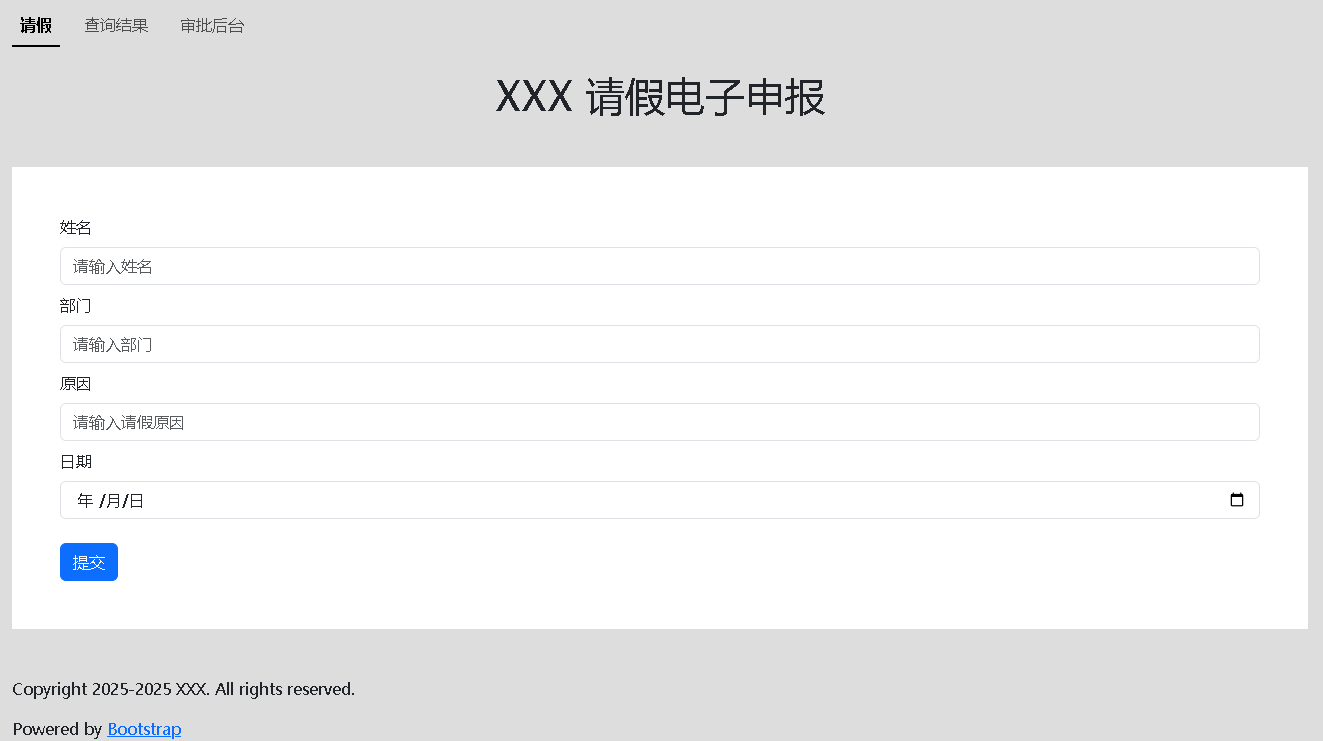 请假 查询结果 审批后台
XXX 请假电子申报
姓名
请输入姓名
部门
请输入部门
原因
请输入请假原因
日期
年 /月/日
提交
Copyright 2025-2025 XXX. All rights reserved.
Powered by Bootstrap